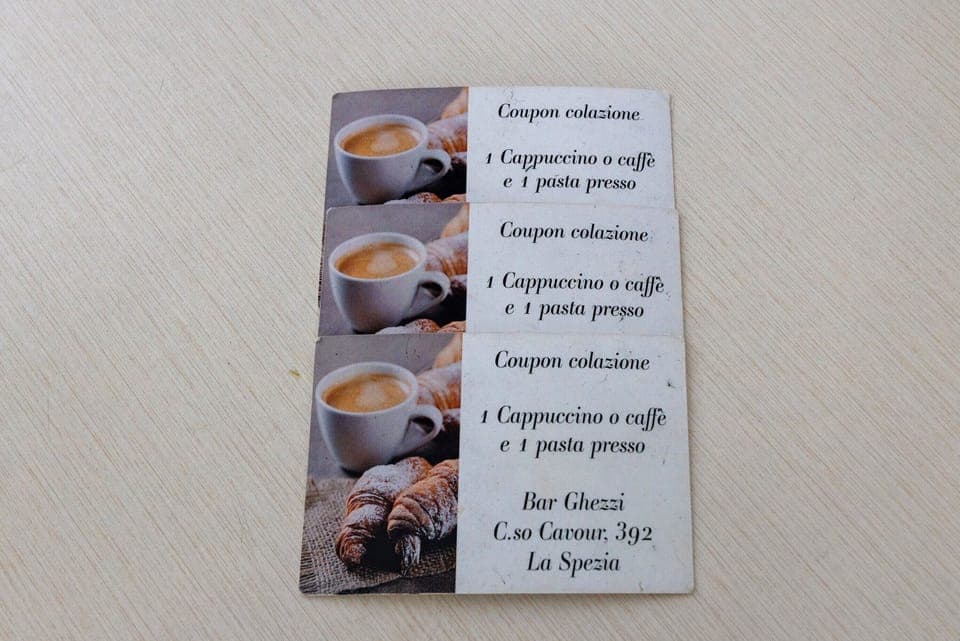 Coupon colazione
1 Cappuccino o caffè
e 1 pasta presso
Coupon colazione
1 Cappuccino o caffè
e 1 pasta presso
Coupon colazione
1 Cappuccino o caffè
e 1 pasta presso
Bar Ghezzi
C.so Cavour, 392
La Spezia